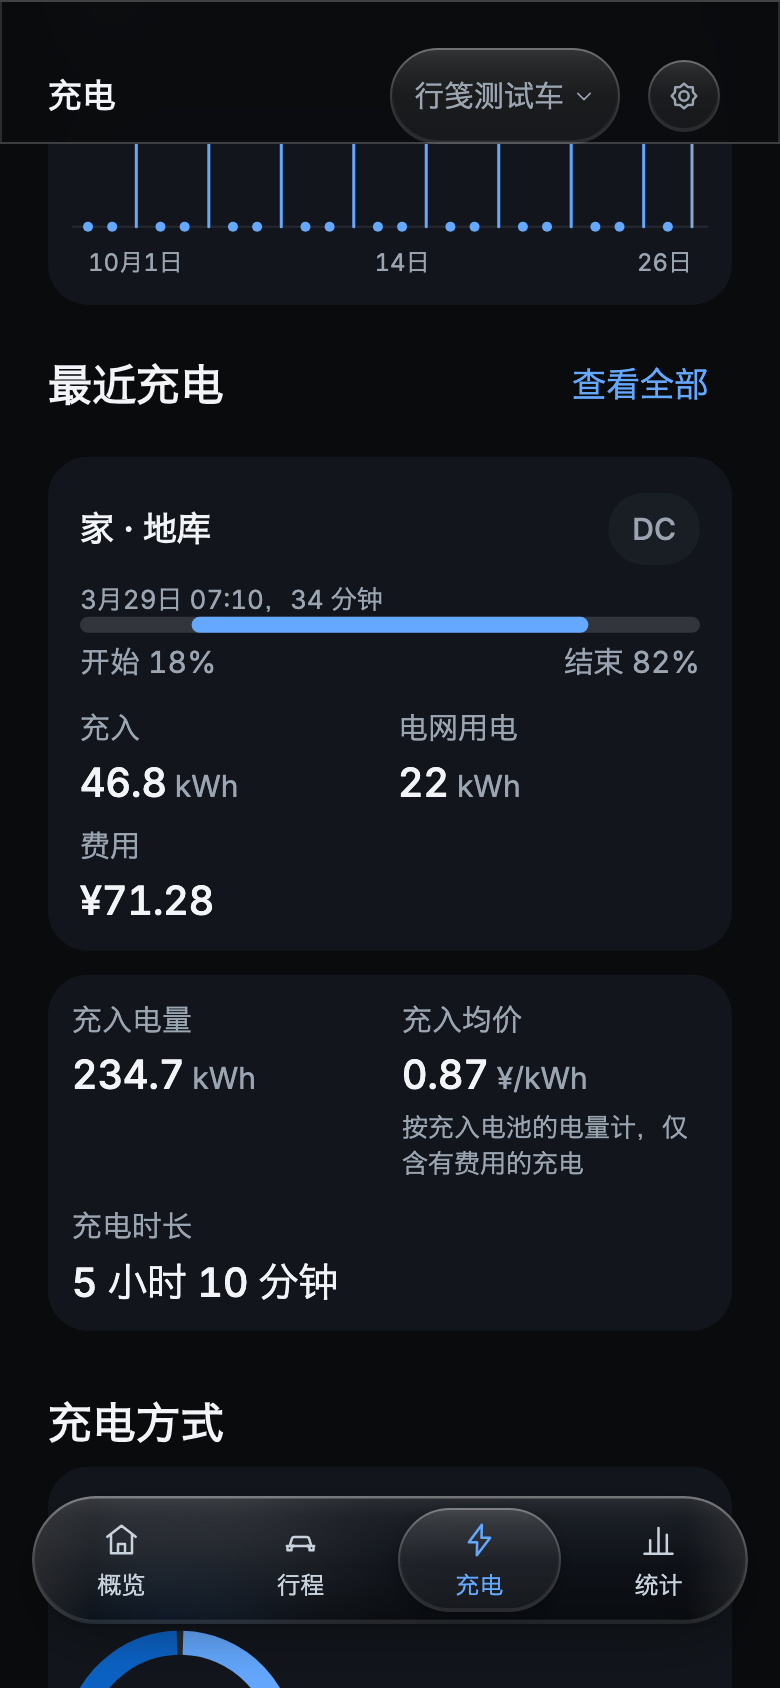 充电
行笺测试车
10月1日 14日 26日
最近充电 查看全部
家 · 地库 DC
3月29日 07:10，34 分钟
开始 18% 结束 82%
充入 电网用电
46.8 kWh 22 kWh
费用
¥71.28
充入电量 充入均价
234.7 kWh 0.87 ¥/kWh
按充入电池的电量计，仅
含有费用的充电
充电时长
5 小时 10 分钟
充电方式
概览 行程 充电 统计